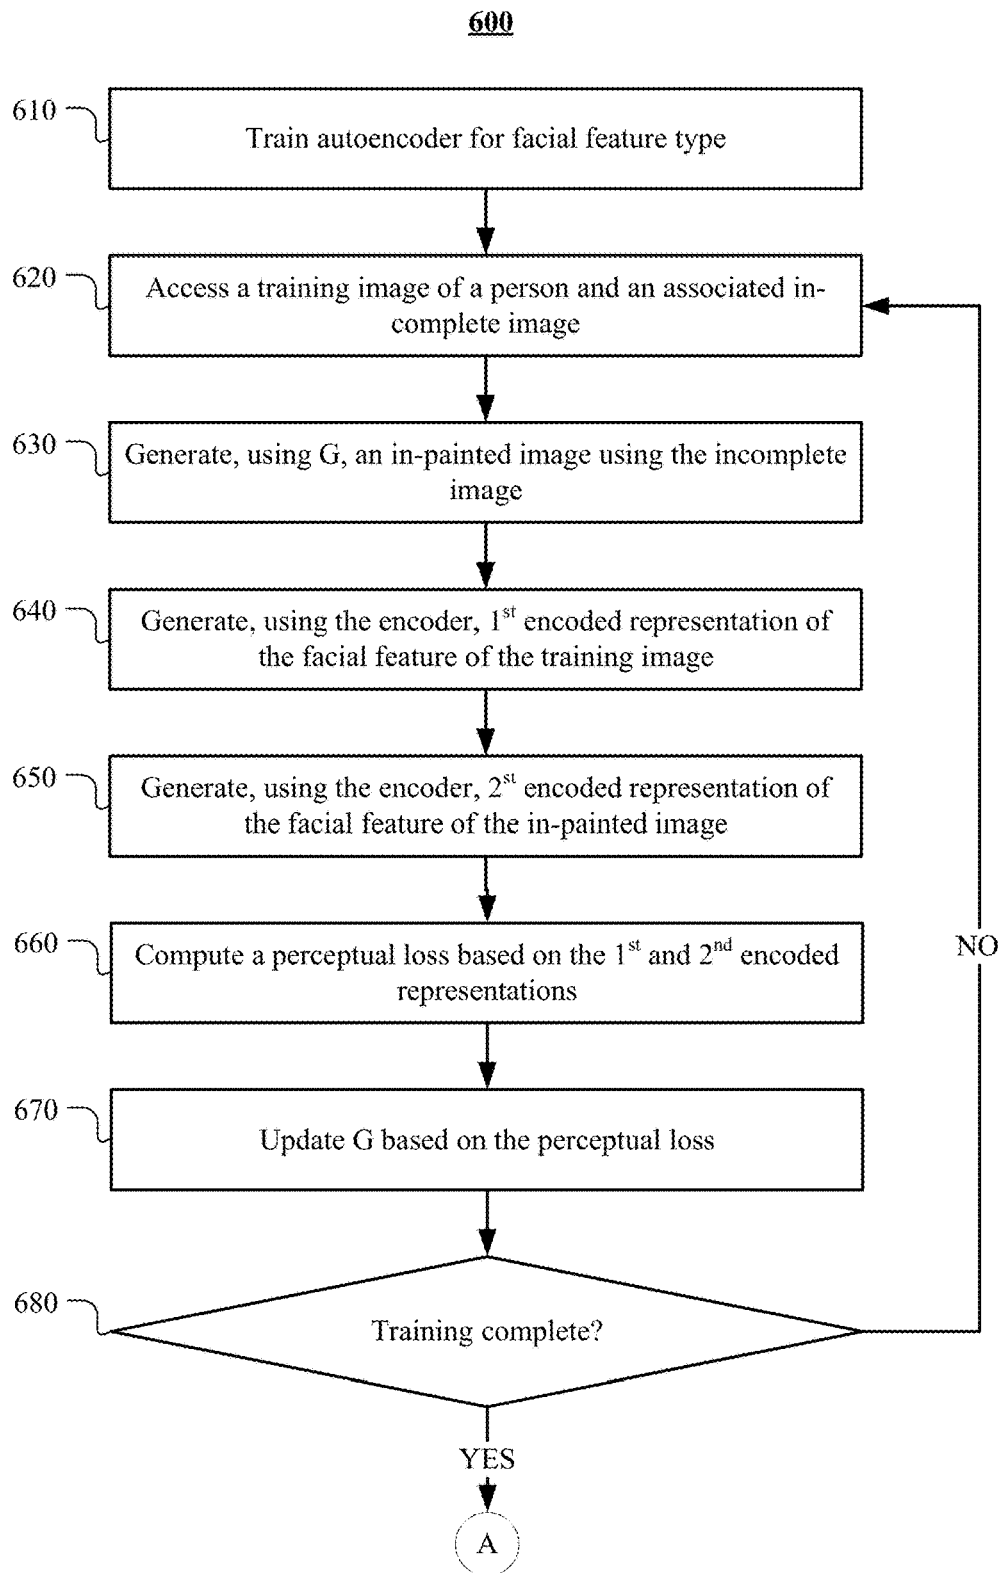 600
610
Train autoencoder for facial feature type
620
Access a training image of a person and an associated in-
complete image
630
Generate, using G, an in-painted image using the incomplete
image
640
Generate, using the encoder, 1st encoded representation of
the facial feature of the training image
650
Generate, using the encoder, 2st encoded representation of
the facial feature of the in-painted image
660
Compute a perceptual loss based on the 1st and 2nd encoded
representations
NO
670
Update G based on the perceptual loss
680
Training complete?
YES
A